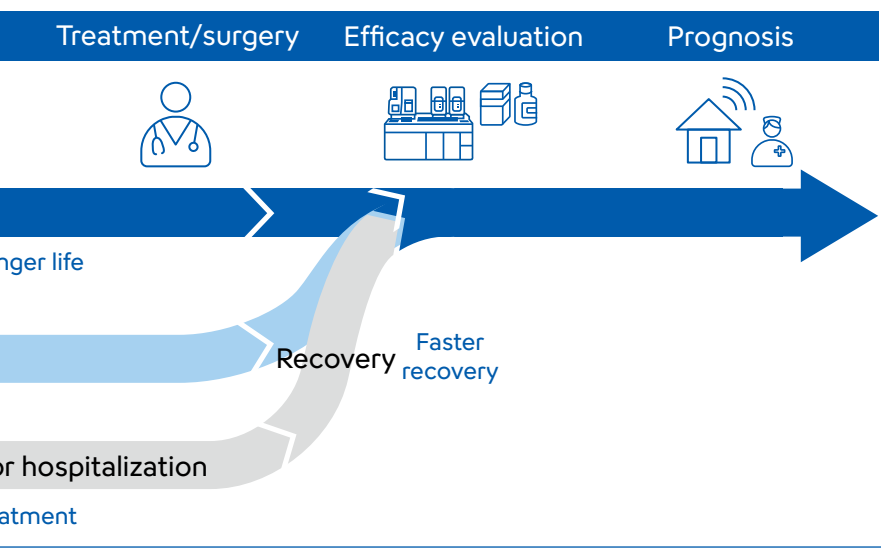 Treatment/surgery Efficacy evaluation Prognosis
nger life
Recovery
Faster
recovery
or hospitalization
atment